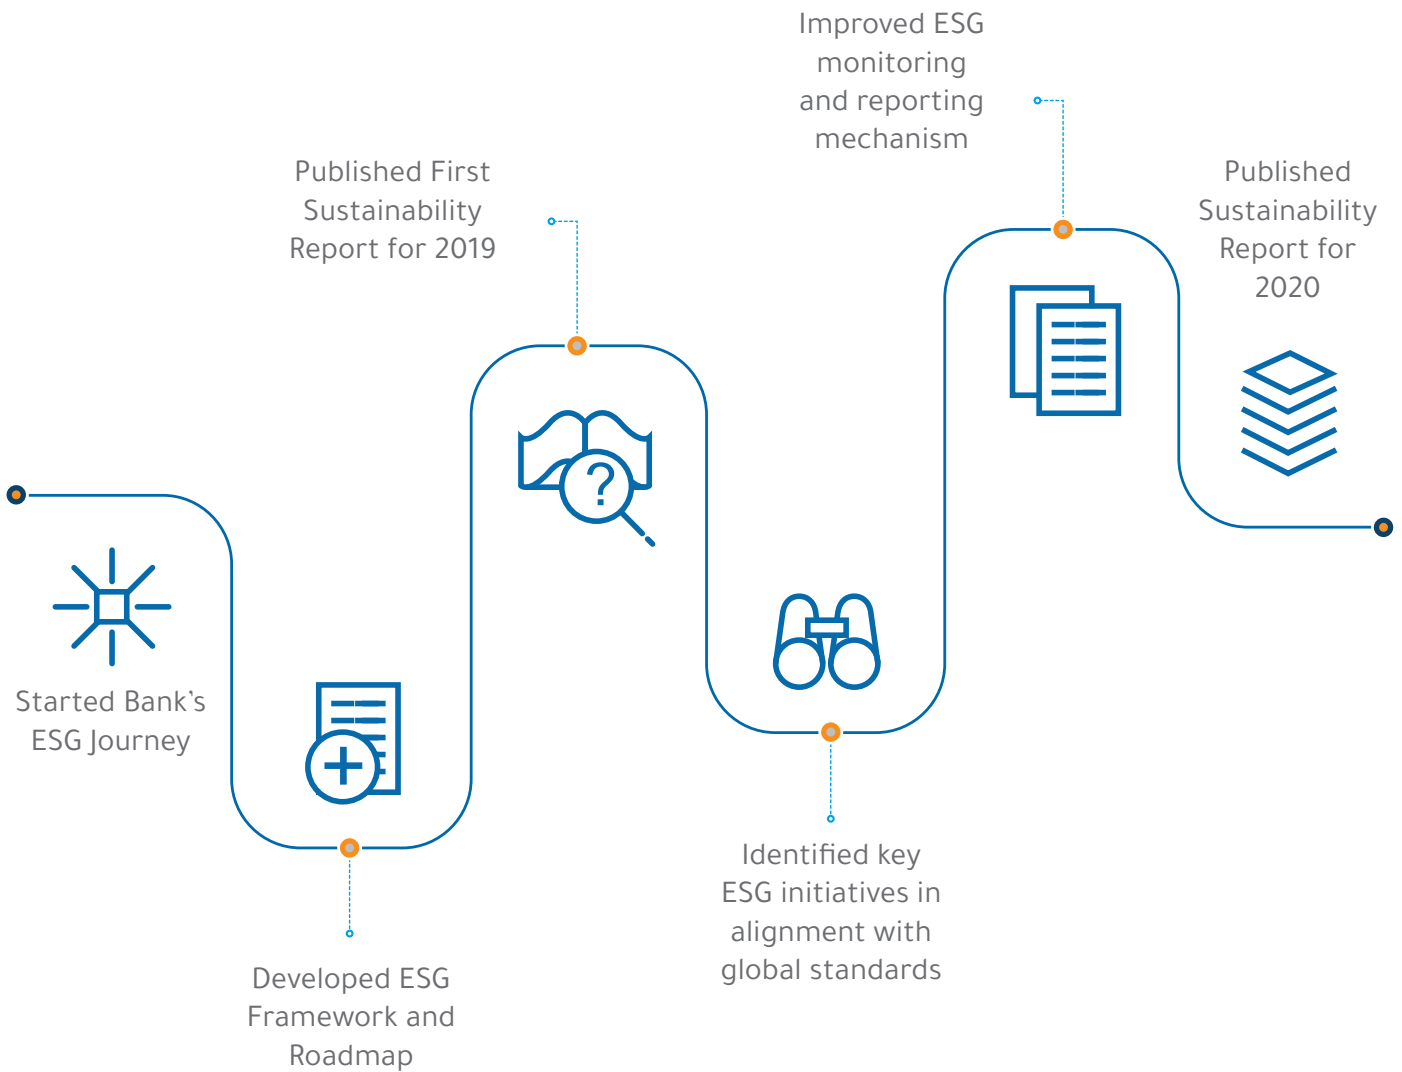 Started Bank’s
ESG Journey
Developed ESG
Framework and
Roadmap
Published First
Sustainability
Report for 2019
?
Identified key
ESG initiatives in
alignment with
global standards
Improved ESG
monitoring
and reporting
mechanism
Published
Sustainability
Report for
2020